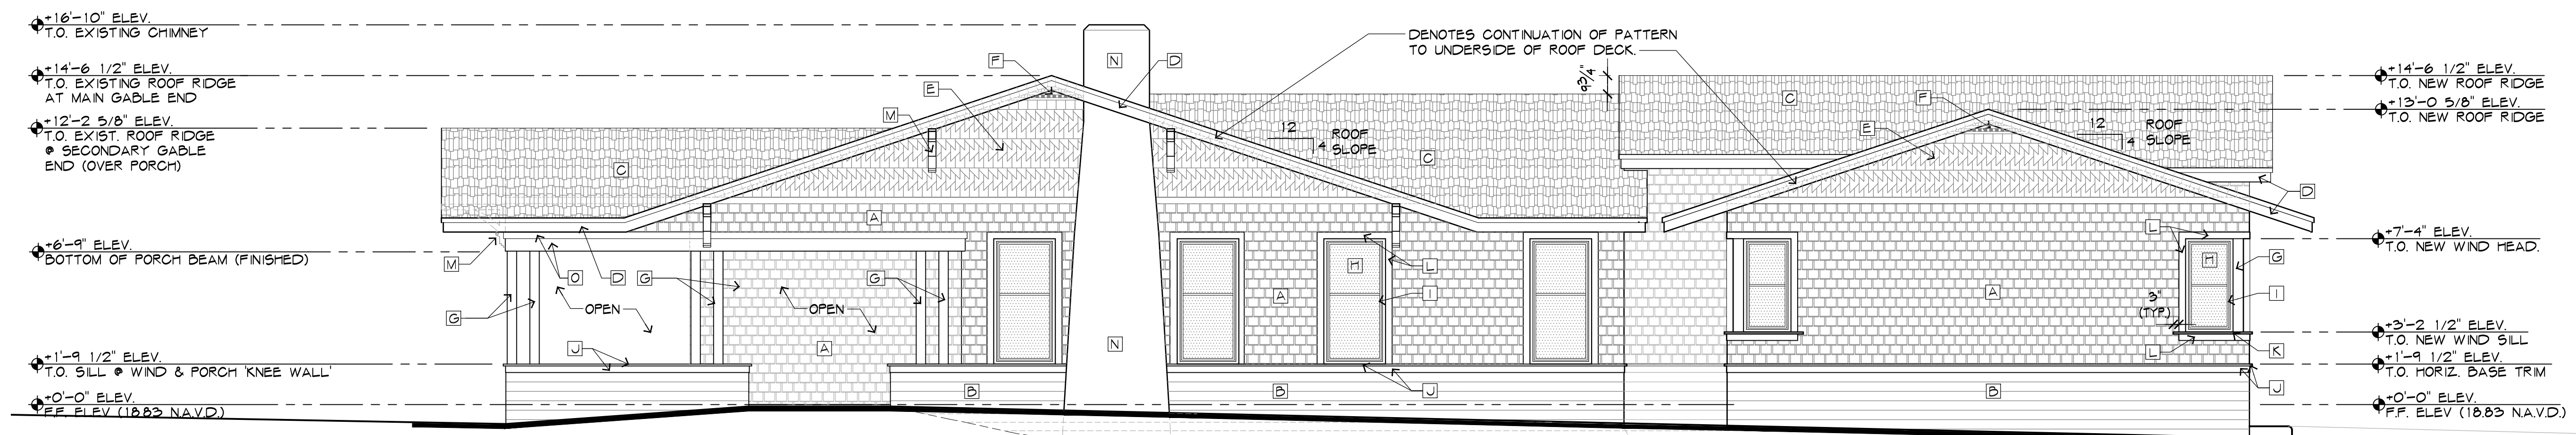 +16'-10" ELEV.
T.O. EXISTING CHIMNEY
+14'-6 1/2" ELEV.
T.O. EXISTING ROOF RIDGE
AT MAIN GABLE END
+12'-2 5/8" ELEV.
T.O. EXIST. ROOF RIDGE
@ SECONDARY GABLE
END (OVER PORCH)
+6'-9" ELEV.
BOTTOM OF PORCH BEAM (FINISHED)
+1'-9 1/2" ELEV.
T.O. SILL @ WIND & PORCH 'KNEE WALL'
+0'-0" ELEV.
F.F. ELEV (18.83 N.A.V.D.)
DENOTES CONTINUATION OF PATTERN
TO UNDERSIDE OF ROOF DECK.
F
N
D
E
M
C
A
12
4
ROOF
SLOPE
C
M
O
D
G
G
G
OPEN
OPEN
J
A
B
N
H
L
I
A
B
J
9 3/4"
C
F
E
12
4
ROOF
SLOPE
D
L
H
G
I
A
3"
(TYP.)
L
K
B
J
+14'-6 1/2" ELEV.
T.O. NEW ROOF RIDGE
+13'-0 5/8" ELEV.
T.O. NEW ROOF RIDGE
+7'-4" ELEV.
T.O. NEW WIND HEAD.
+3'-2 1/2" ELEV.
T.O. NEW WIND SILL
+1'-9 1/2" ELEV.
T.O. HORIZ. BASE TRIM
+0'-0" ELEV.
F.F. ELEV (18.83 N.A.V.D.)